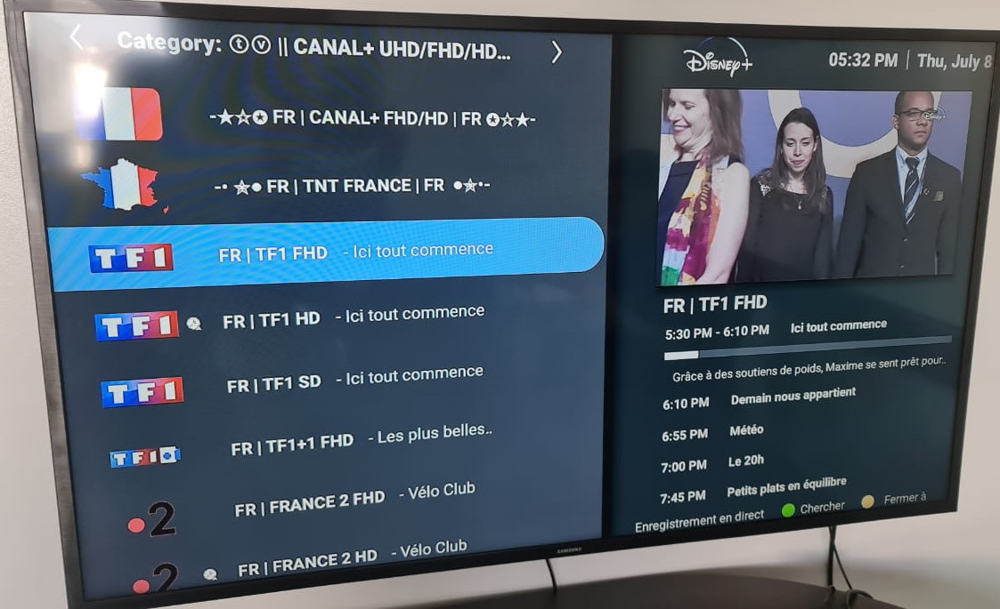 Category: ⓣⓥ || CANAL+ UHD/FHD/HD...
-★☆✪ FR | CANAL+ FHD/HD | FR ✪☆★-
-• ✯● FR | TNT FRANCE | FR ●✯•-
TF1 FR | TF1 FHD - Ici tout commence
TF1 FR | TF1 HD - Ici tout commence
TF1 FR | TF1 SD - Ici tout commence
TF1 FR | TF1+1 FHD - Les plus belles..
2 FR | FRANCE 2 FHD - Vélo Club
2 FR | FRANCE 2 HD - Vélo Club
Disney+ 05:32 PM | Thu, July 8
Disney+
FR | TF1 FHD
5:30 PM - 6:10 PM Ici tout commence
Grâce à des soutiens de poids, Maxime se sent prêt pour..
6:10 PM Demain nous appartient
6:55 PM Météo
7:00 PM Le 20h
7:45 PM Petits plats en équilibre
Enregistrement en direct Chercher Fermer à
SAMSUNG